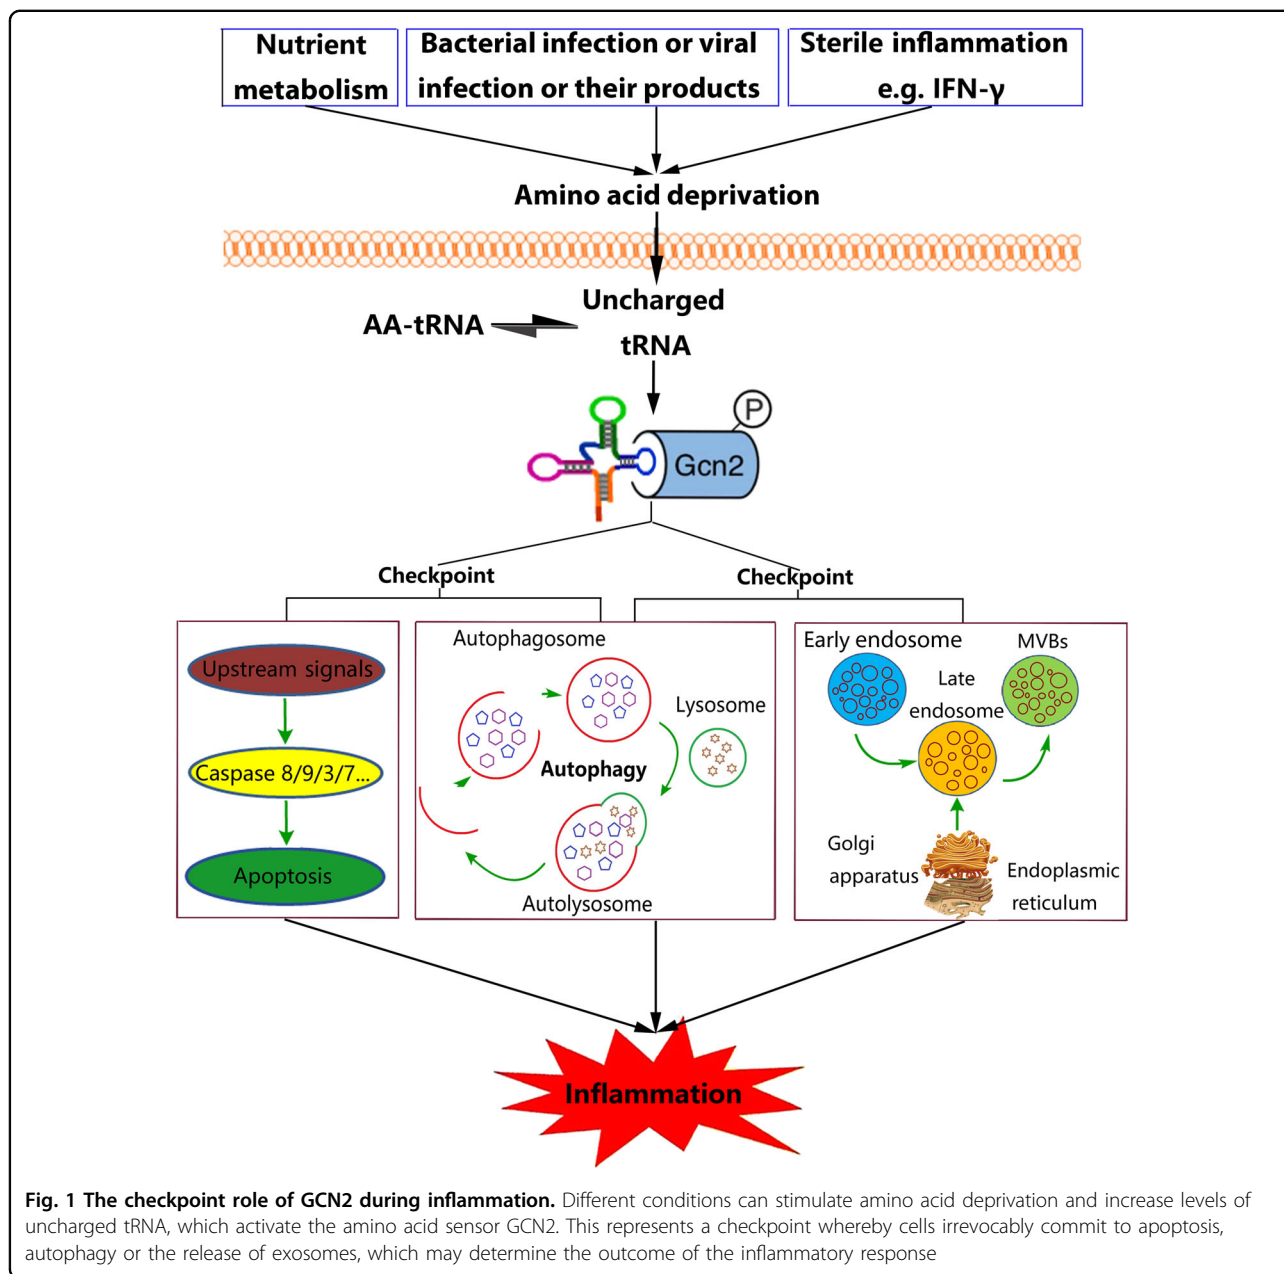 Nutrient
metabolism
Bacterial infection or viral
infection or their products
Sterile inflammation
e.g. IFN-γ
Amino acid deprivation
Uncharged
tRNA
AA-tRNA
P
Gcn2
Checkpoint
Checkpoint
Upstream signals
Caspase 8/9/3/7...
Apoptosis
Autophagosome
Lysosome
Autophagy
Autolysosome
Early endosome
MVBs
Late
endosome
Golgi
apparatus
Endoplasmic
reticulum
Inflammation
Fig. 1 The checkpoint role of GCN2 during inflammation. Different conditions can stimulate amino acid deprivation and increase levels of
uncharged tRNA, which activate the amino acid sensor GCN2. This represents a checkpoint whereby cells irrevocably commit to apoptosis,
autophagy or the release of exosomes, which may determine the outcome of the inflammatory response